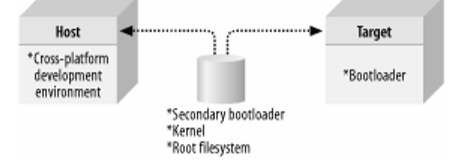 Host
*Cross-platform
development
environment
Target
*Bootloader
*Secondary bootloader
*Kernel
*Root filesystem